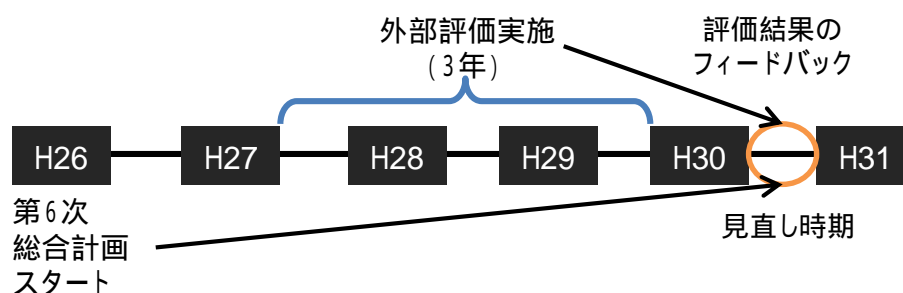 外部評価実施
(3年)
評価結果の
フィードバック
H26
H27
H28
H29
H30
H31
第6次
総合計画
スタート
見直し時期